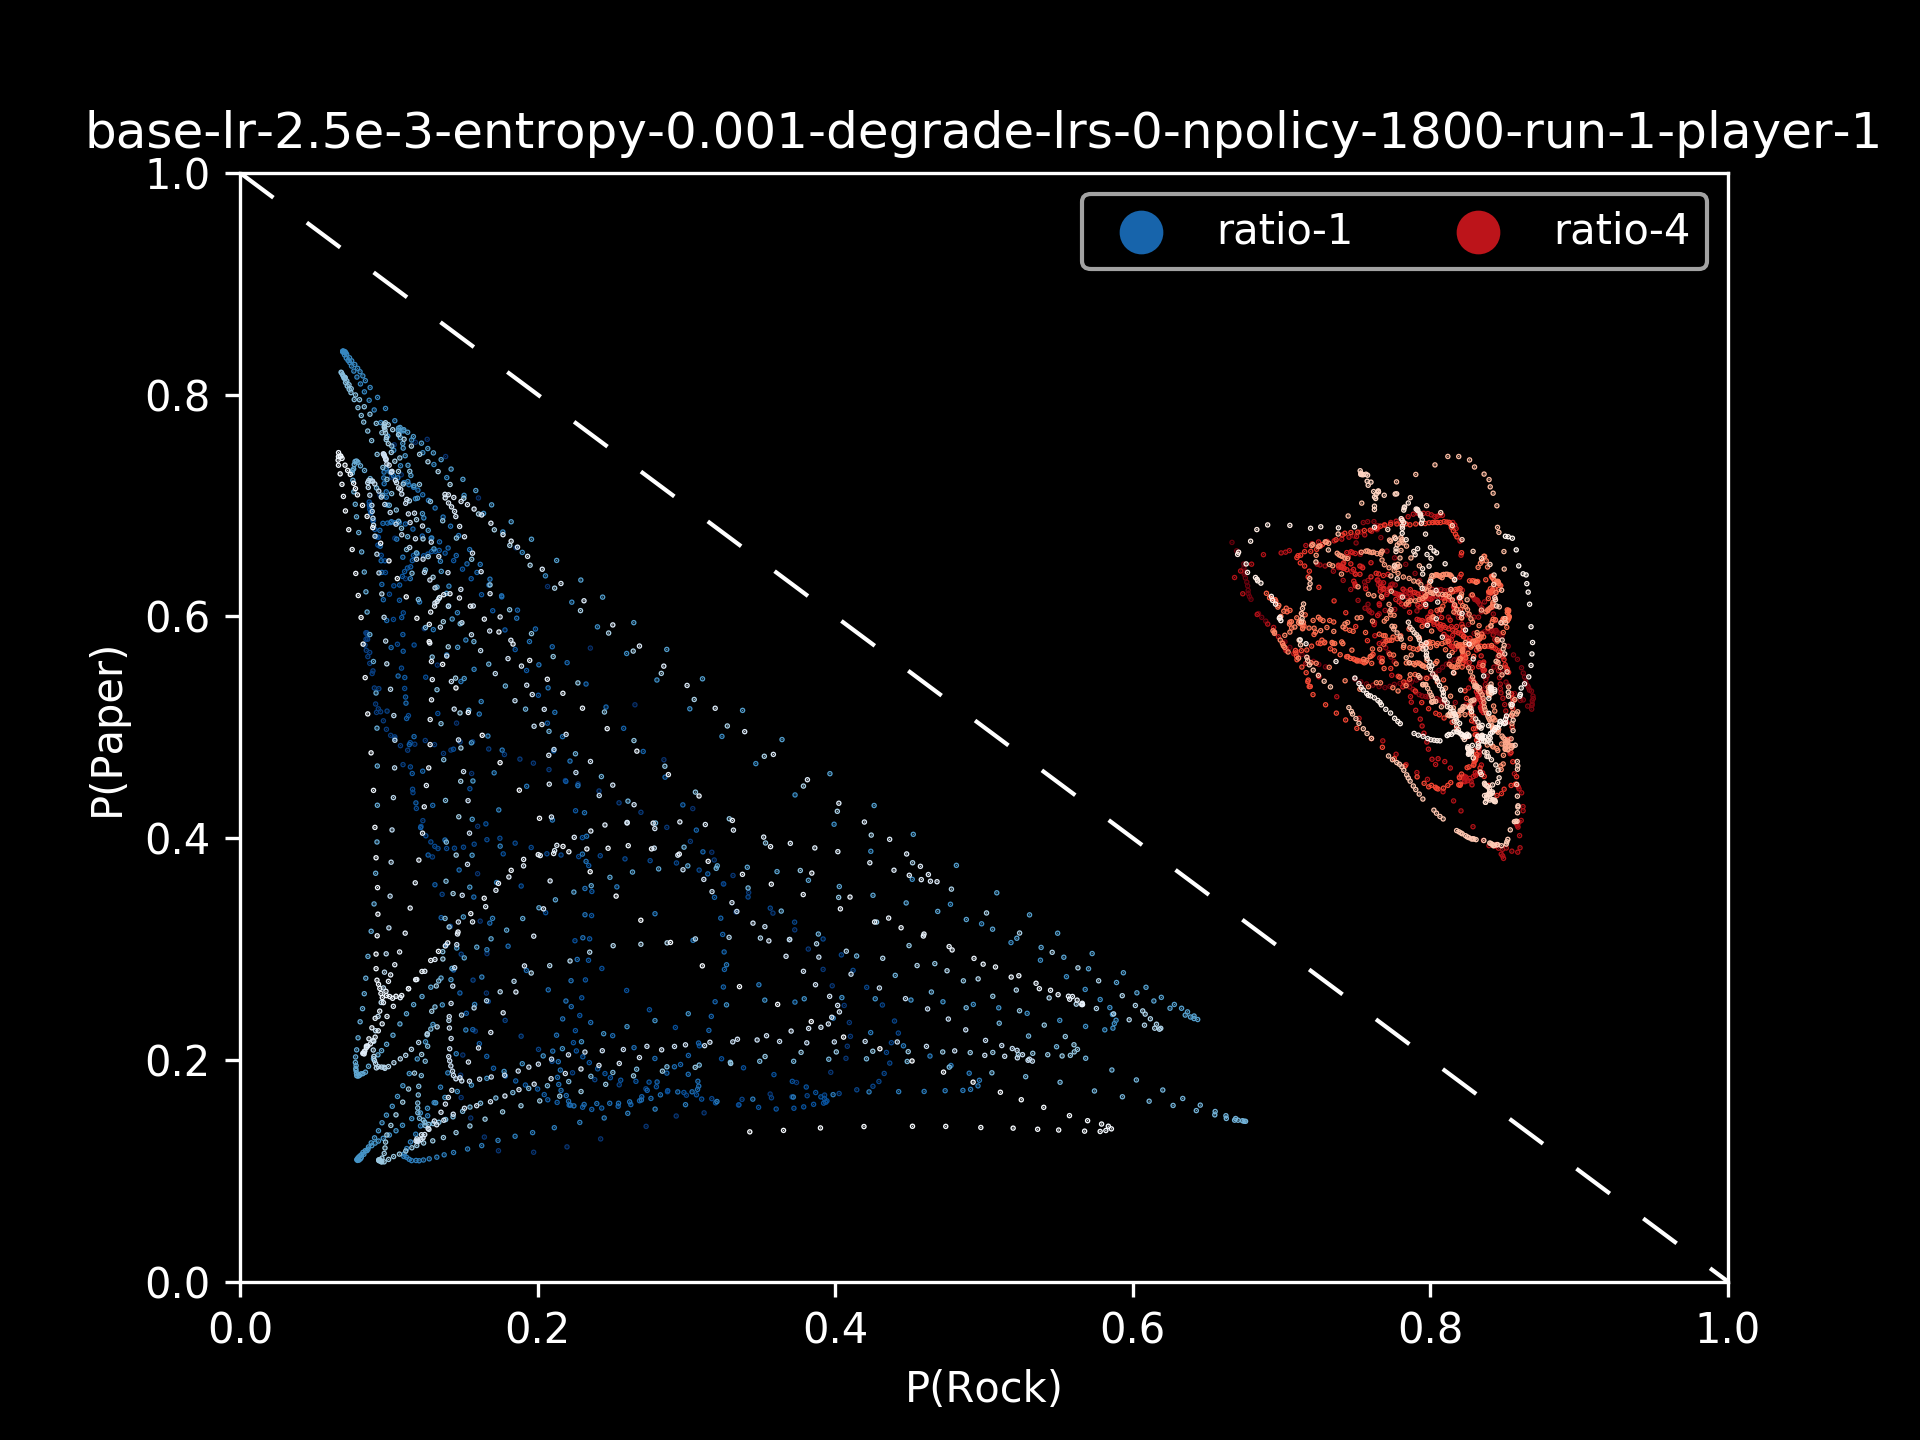 base-lr-2.5e-3-entropy-0.001-degrade-lrs-0-npolicy-1800-run-1-player-1
ratio-1 ratio-4
1.0
0.8
0.6
0.4
0.2
0.0
P(Paper)
0.0 0.2 0.4 0.6 0.8 1.0
P(Rock)